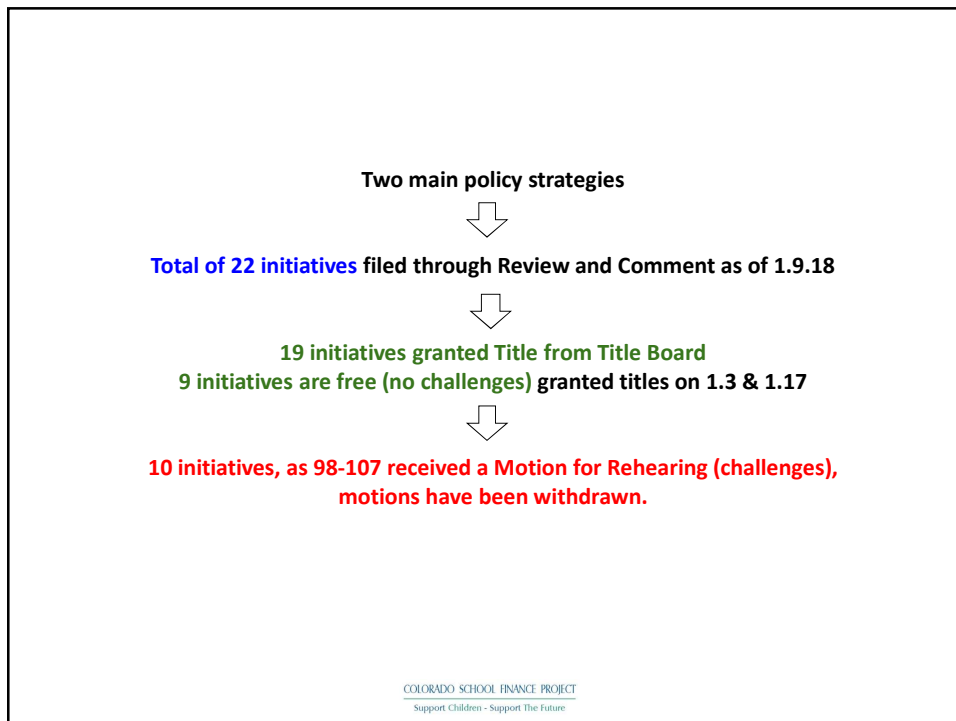 Two main policy strategies
Total of 22 initiatives filed through Review and Comment as of 1.9.18
19 initiatives granted Title from Title Board
9 initiatives are free (no challenges) granted titles on 1.3 & 1.17
10 initiatives, as 98-107 received a Motion for Rehearing (challenges),
motions have been withdrawn.
COLORADO SCHOOL FINANCE PROJECT
Support Children - Support The Future